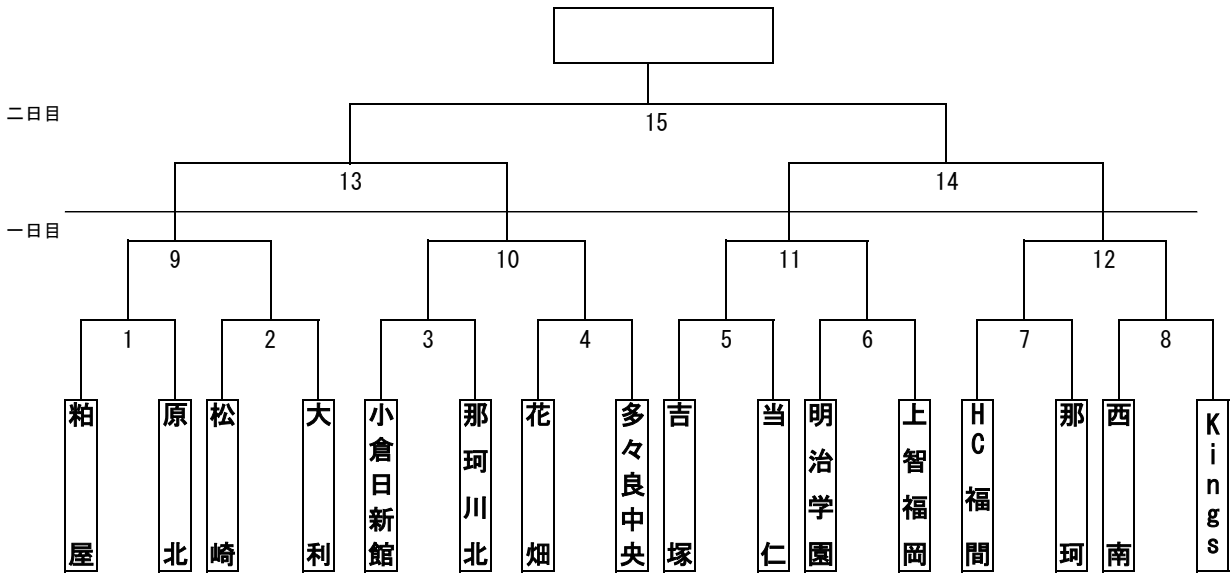 二日目
15
13
14
一日目
9
10
11
12
1
2
3
4
5
6
7
8
粕屋
原北
松崎
大利
小倉日新館
那珂川北
花畑
多々良中央
吉塚
当仁
明治学園
上智福岡
HC福間
那珂
西南
Kings